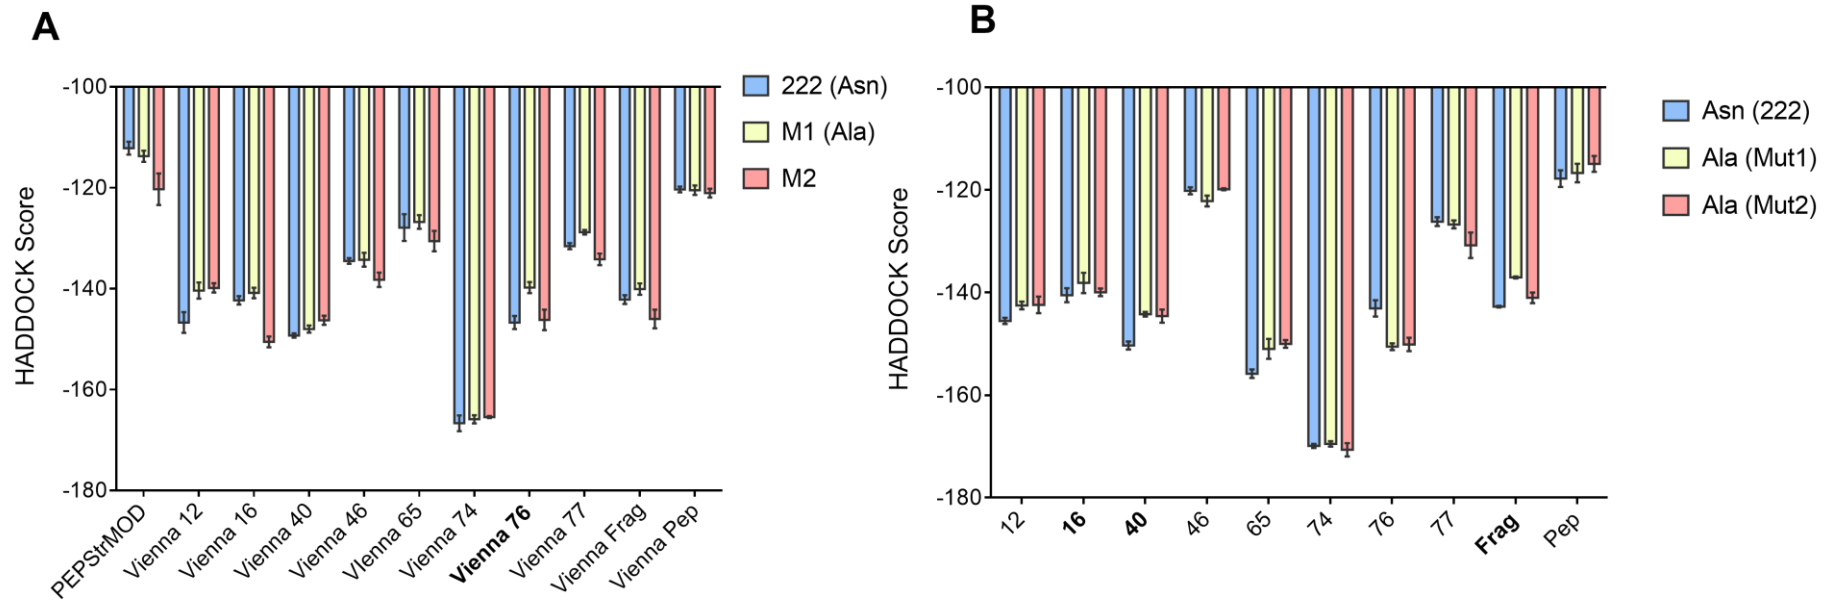 A
HADDOCK Score
-100
-120
-140
-160
-180
PEPStrMOD
Vienna 12
Vienna 16
Vienna 40
Vienna 46
VIenna 65
Vienna 74
Vienna 76
Vienna 77
Vienna Frag
Vienna Pep
222 (Asn)
M1 (Ala)
M2
B
HADDOCK Score
-100
-120
-140
-160
-180
12
16
40
46
65
74
76
77
Frag
Pep
Asn (222)
Ala (Mut1)
Ala (Mut2)